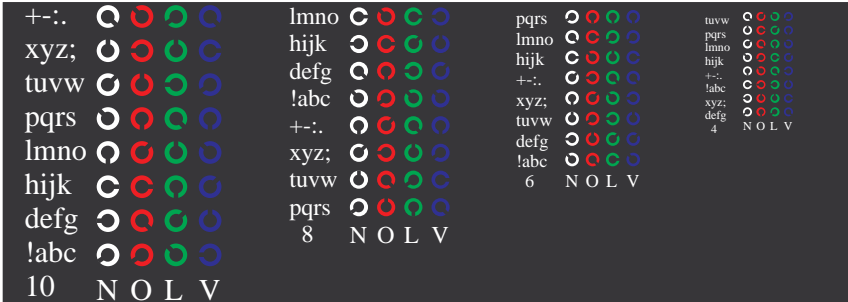 +-:.
xyz;
tuvw
pqrs
lmno
hijk
defg
!abc
10 N O L V
lmno
hijk
defg
!abc
+-:.
xyz;
tuvw
pqrs
8 N O L V
pqrs
lmno
hijk
+-:.
xyz;
tuvw
defg
!abc
6 N O L V
tuvw
pqrs
lmno
hijk
+-:.
!abc
xyz;
defg
4 N O L V